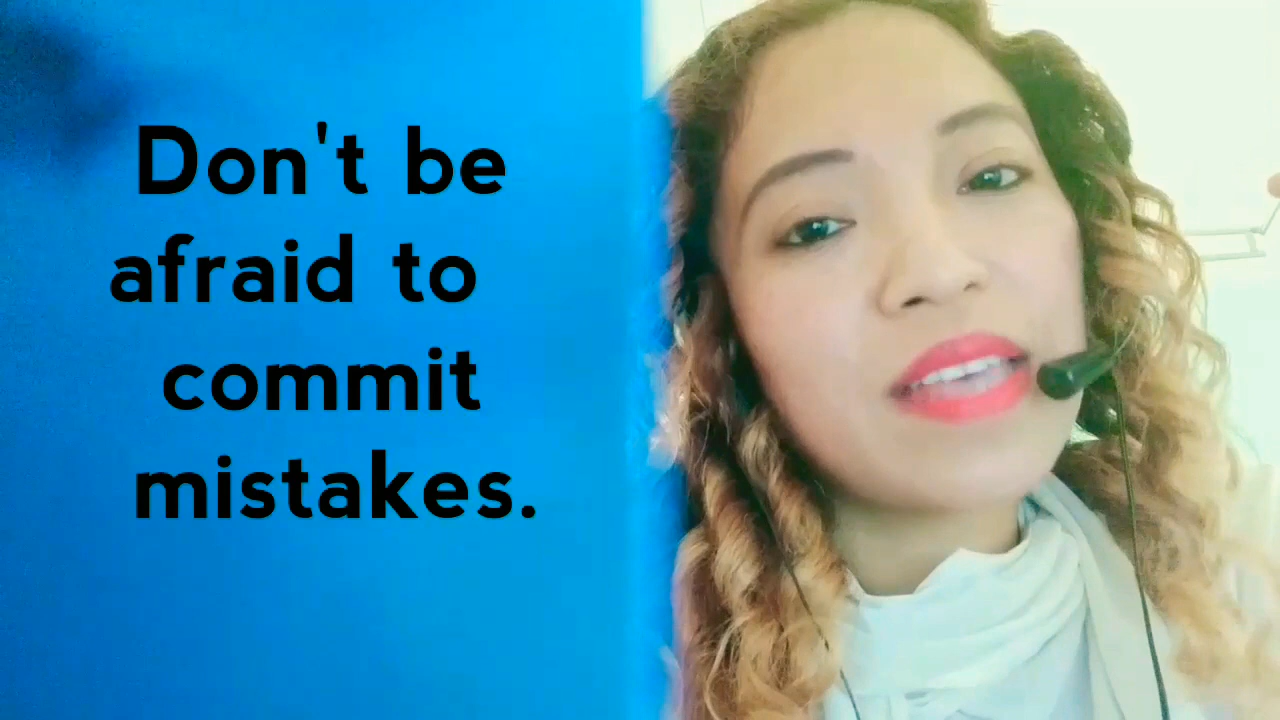 Don't be
afraid to
commit
mistakes.